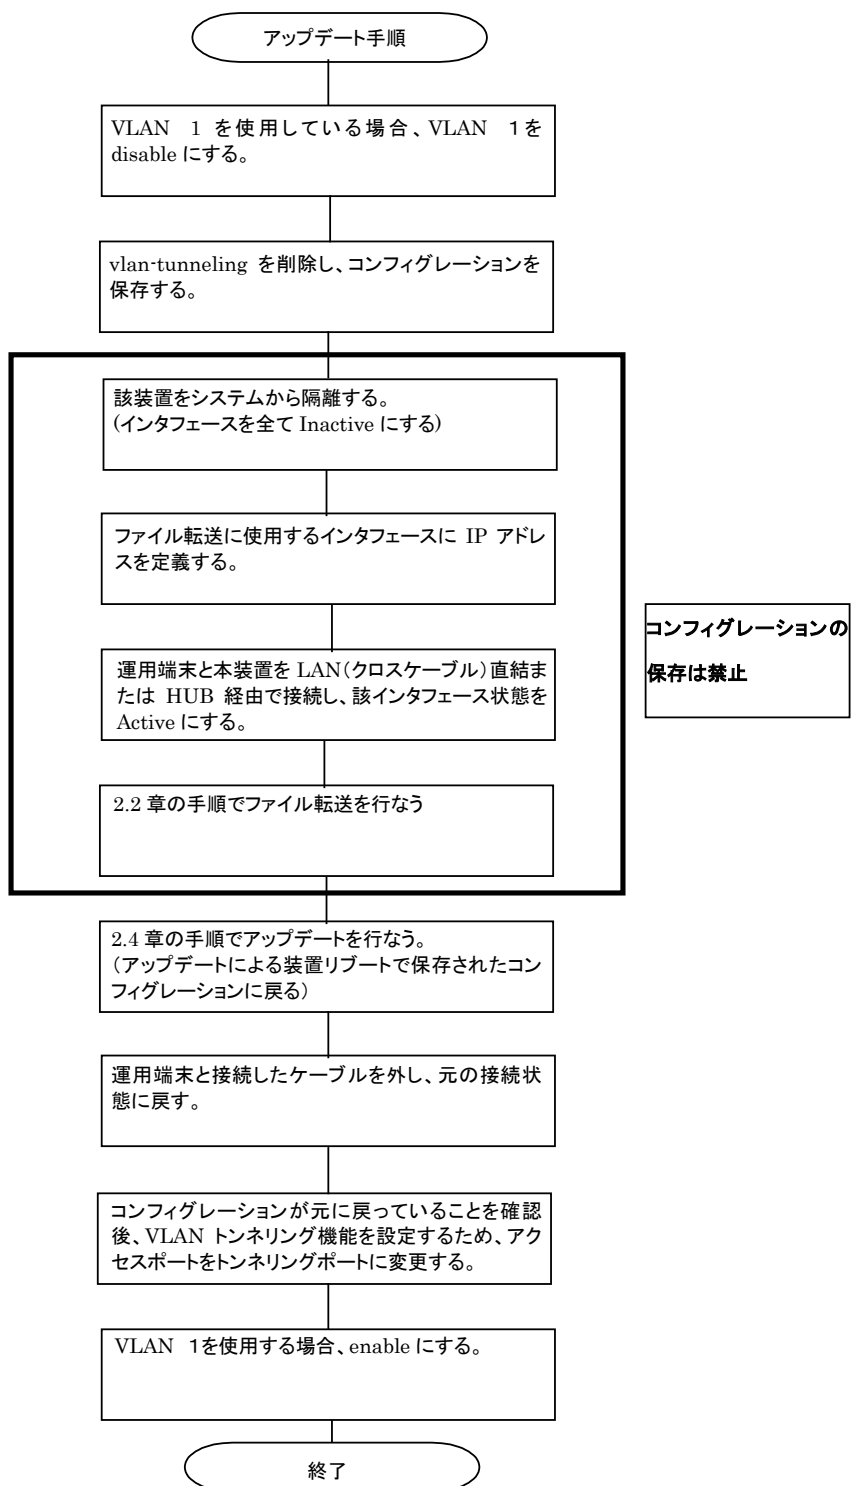 アップデート手順
VLAN 1 を使用している場合、VLAN 1を
disable にする。
vlan-tunneling を削除し、コンフィグレーションを
保存する。
該装置をシステムから隔離する。
(インタフェースを全て Inactive にする)
ファイル転送に使用するインタフェースに IP アドレ
スを定義する。
コンフィグレーションの
保存は禁止
運用端末と本装置を LAN(クロスケーブル)直結ま
たは HUB 経由で接続し、該インタフェース状態を
Active にする。
2.2 章の手順でファイル転送を行なう
2.4 章の手順でアップデートを行なう。
(アップデートによる装置リブートで保存されたコン
フィグレーションに戻る)
運用端末と接続したケーブルを外し、元の接続状
態に戻す。
コンフィグレーションが元に戻っていることを確認
後、VLAN トンネリング機能を設定するため、アク
セスポートをトンネリングポートに変更する。
VLAN 1を使用する場合、enable にする。
終了